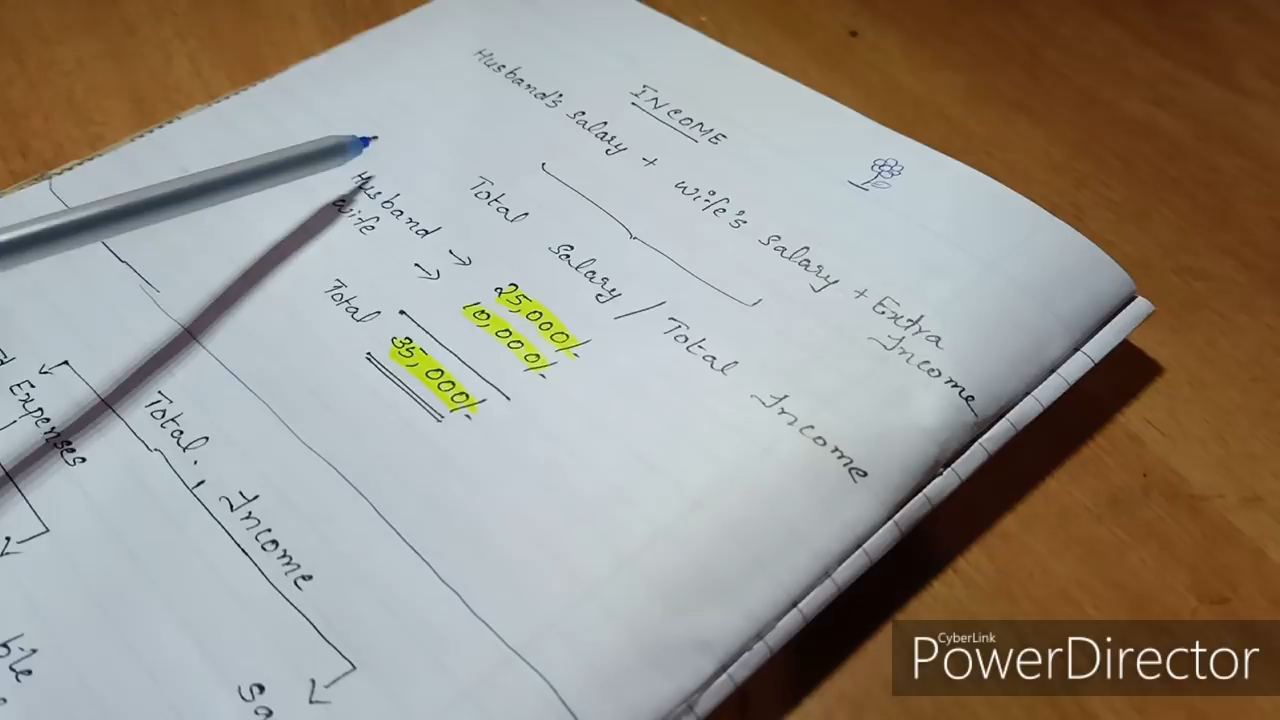 INCOME
Husband's Salary + wife's Salary + Extra Income
Total Salary / Total Income
Husband → 25,000/-
wife → 10,000/-
Total 35,000/-
Total Income
Expenses
CyberLink
PowerDirector